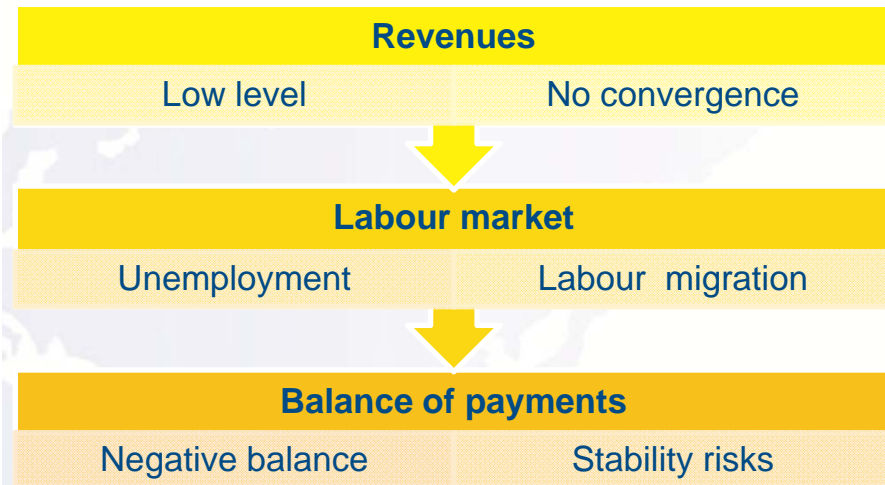 Revenues
Low level No convergence
Labour market
Unemployment Labour migration
Balance of payments
Negative balance Stability risks